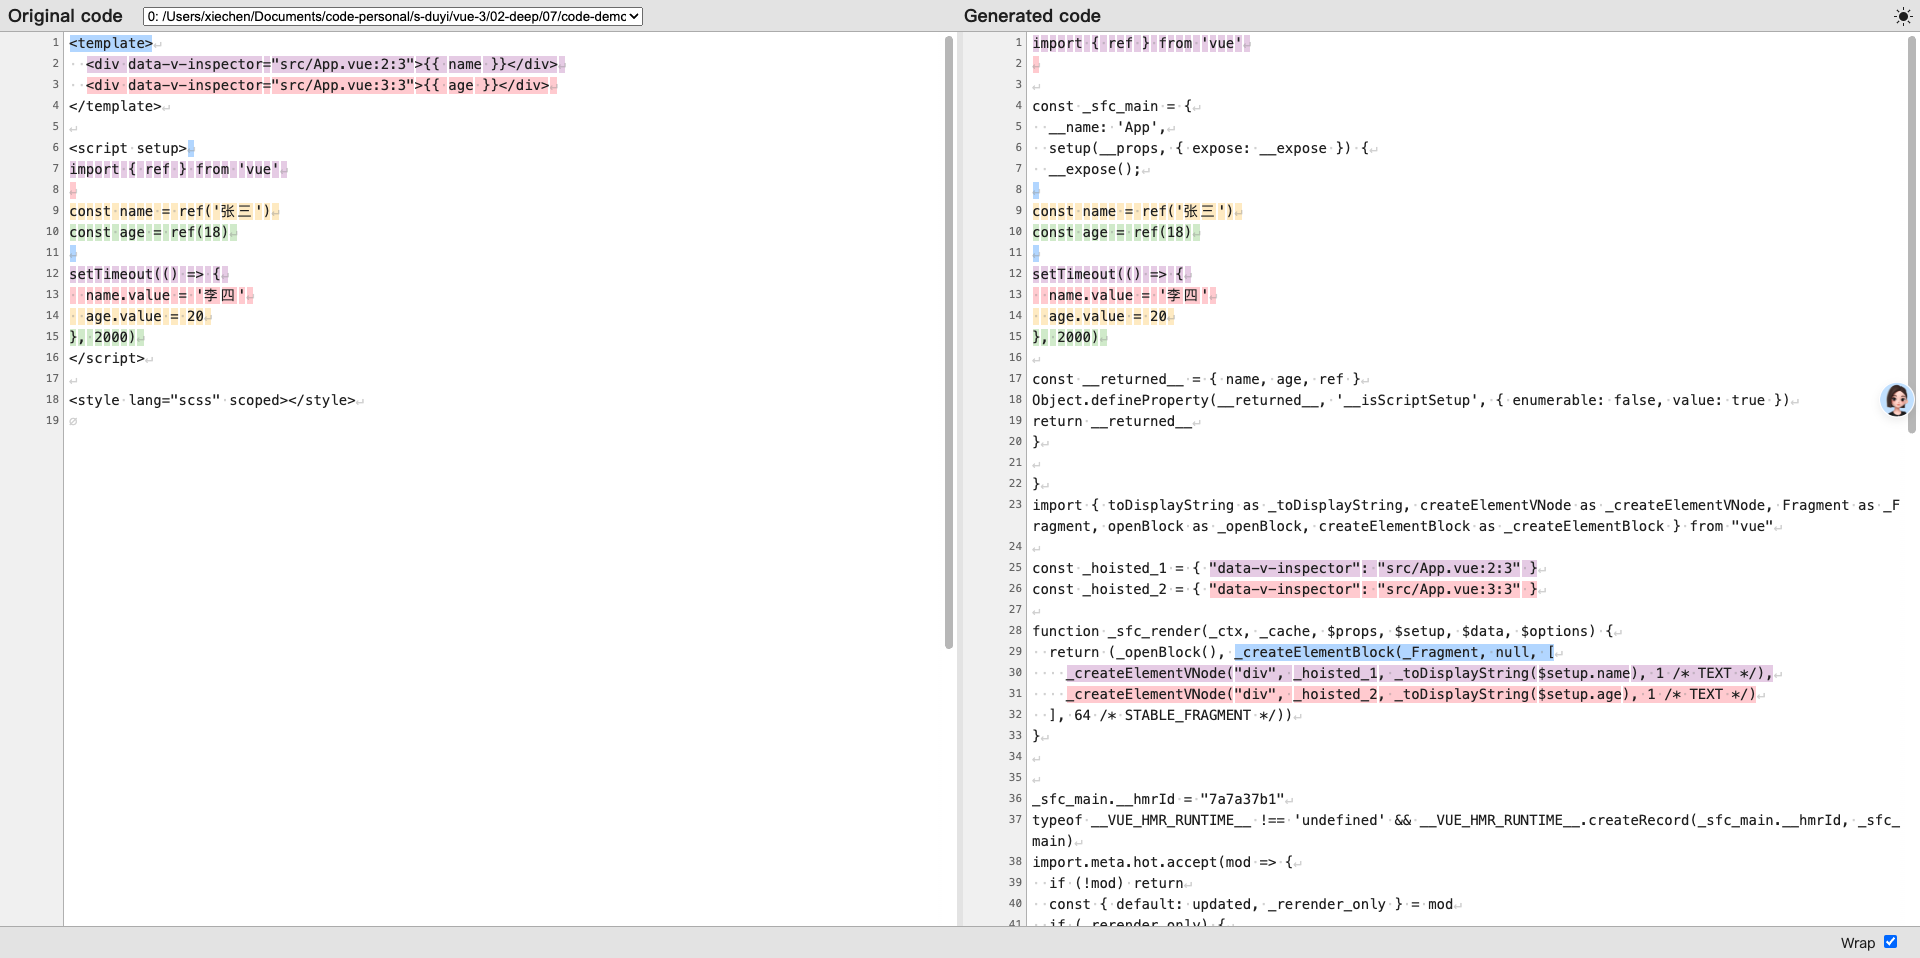 Original code
0: /Users/xiechen/Documents/code-personal/s-duyi/vue-3/02-deep/07/code-demo
1 <template>
2   <div data-v-inspector="src/App.vue:2:3">{{ name }}</div>
3   <div data-v-inspector="src/App.vue:3:3">{{ age }}</div>
4 </template>
5
6 <script setup>
7 import { ref } from 'vue'
8
9 const name = ref('张三')
10 const age = ref(18)
11
12 setTimeout(() => {
13   name.value = '李四'
14   age.value = 20
15 }, 2000)
16 </script>
17
18 <style lang="scss" scoped></style>
19 ∅
Generated code
1 import { ref } from 'vue'
2
3
4 const _sfc_main = {
5   __name: 'App',
6   setup(__props, { expose: __expose }) {
7   __expose();
8
9 const name = ref('张三')
10 const age = ref(18)
11
12 setTimeout(() => {
13   name.value = '李四'
14   age.value = 20
15 }, 2000)
16
17 const __returned__ = { name, age, ref }
18 Object.defineProperty(__returned__, '__isScriptSetup', { enumerable: false, value: true })
19 return __returned__
20 }
21
22 }
23 import { toDisplayString as _toDisplayString, createElementVNode as _createElementVNode, Fragment as _F
ragment, openBlock as _openBlock, createElementBlock as _createElementBlock } from "vue"
24
25 const _hoisted_1 = { "data-v-inspector": "src/App.vue:2:3" }
26 const _hoisted_2 = { "data-v-inspector": "src/App.vue:3:3" }
27
28 function _sfc_render(_ctx, _cache, $props, $setup, $data, $options) {
29   return (_openBlock(), _createElementBlock(_Fragment, null, [
30     _createElementVNode("div", _hoisted_1, _toDisplayString($setup.name), 1 /* TEXT */),
31     _createElementVNode("div", _hoisted_2, _toDisplayString($setup.age), 1 /* TEXT */)
32   ], 64 /* STABLE_FRAGMENT */))
33 }
34
35
36 _sfc_main.__hmrId = "7a7a37b1"
37 typeof __VUE_HMR_RUNTIME__ !== 'undefined' && __VUE_HMR_RUNTIME__.createRecord(_sfc_main.__hmrId, _sfc_
main)
38 import.meta.hot.accept(mod => {
39   if (!mod) return
40   const { default: updated, _rerender_only } = mod
41   if (_rerender_only) {
Wrap